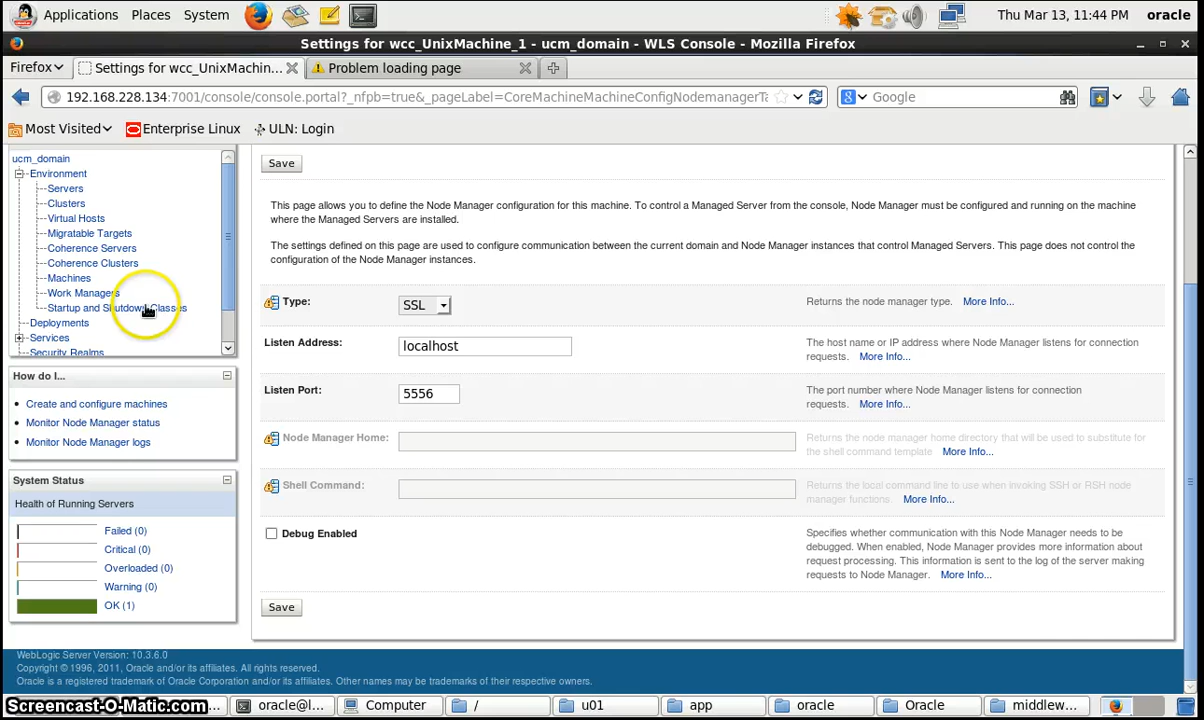 Applications Places System Thu Mar 13, 11:44 PM oracle
Settings for wcc_UnixMachine_1 - ucm_domain - WLS Console - Mozilla Firefox
Firefox Settings for wcc_UnixMachin... Problem loading page
192.168.228.134:7001/console/console.portal?_nfpb=true&_pageLabel=CoreMachineMachineConfigNodemanagerTa Google
Most Visited Enterprise Linux ULN: Login
ucm_domain
Environment
Servers
Clusters
Virtual Hosts
Migratable Targets
Coherence Servers
Coherence Clusters
Machines
Work Managers
Startup and Shutdown Classes
Deployments
Services
Security Realms
How do I...
Create and configure machines
Monitor Node Manager status
Monitor Node Manager logs
System Status
Health of Running Servers
Failed (0)
Critical (0)
Overloaded (0)
Warning (0)
OK (1)
Save
This page allows you to define the Node Manager configuration for this machine. To control a Managed Server from the console, Node Manager must be configured and running on the machine
where the Managed Servers are installed.
The settings defined on this page are used to configure communication between the current domain and Node Manager instances that control Managed Servers. This page does not control the
configuration of the Node Manager instances.
Type: SSL Returns the node manager type. More Info...
Listen Address: localhost The host name or IP address where Node Manager listens for connection
requests. More Info...
Listen Port: 5556 The port number where Node Manager listens for connection
requests. More Info...
Node Manager Home: Returns the node manager home directory that will be used to substitute for
the shell command template More Info...
Shell Command: Returns the local command line to use when invoking SSH or RSH node
manager functions. More Info...
Debug Enabled Specifies whether communication with this Node Manager needs to be
debugged. When enabled, Node Manager provides more information about
request processing. This information is sent to the log of the server making
requests to Node Manager. More Info...
Save
WebLogic Server Version: 10.3.6.0
Copyright © 1996, 2011, Oracle and/or its affiliates. All rights reserved.
Oracle is a registered trademark of Oracle Corporation and/or its affiliates. Other names may be trademarks of their respective owners.
Screencast-O-Matic.com ... oracle@l... Computer / u01 app oracle Oracle middlew...